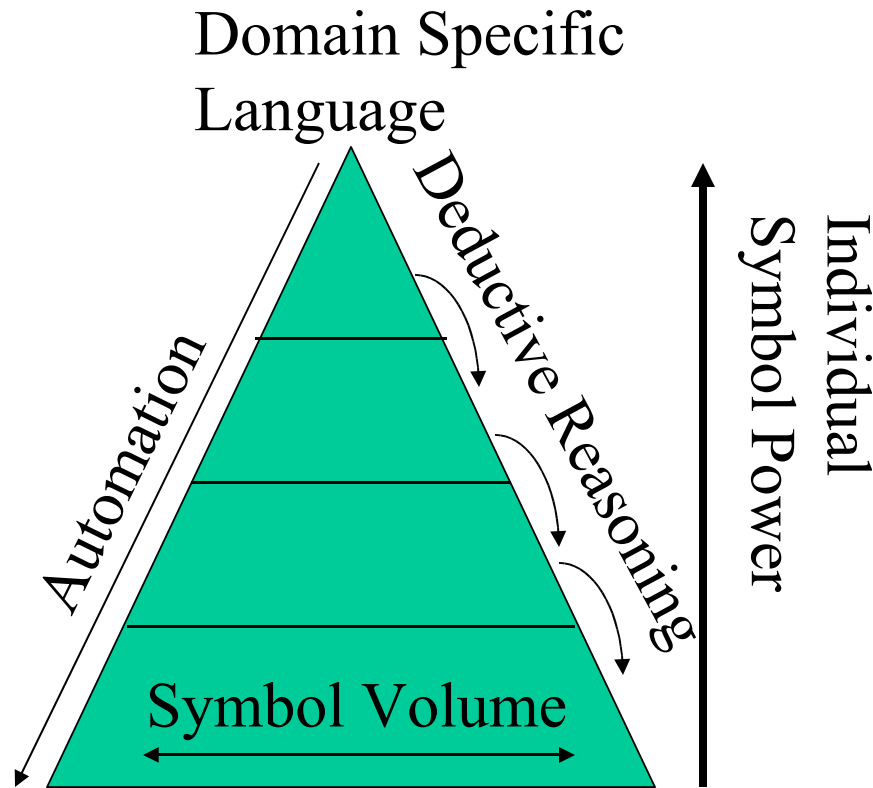 Domain Specific
Language
Deductive Reasoning
Automation
Individual
Symbol Power
Symbol Volume